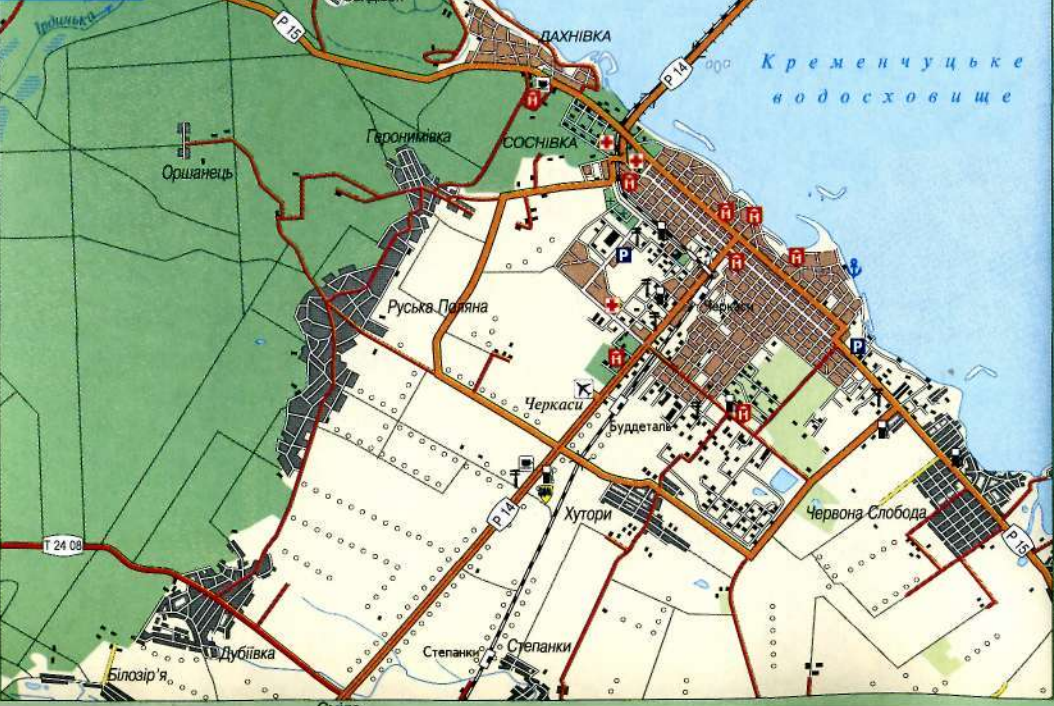 Ірдинька
Р 15
ДАХНІВКА
Р 14
Кременчуцьке
водосховище
Геронимівка
СОСНІВКА
Оршанець
Р
Руська Поляна
Черкаси
Р
Черкаси
Буддеталь
Р 14
Хутори
Червона Слобода
Р 15
Т 24 08
Дубіївка
Степанки
Степанки
Білозір'я